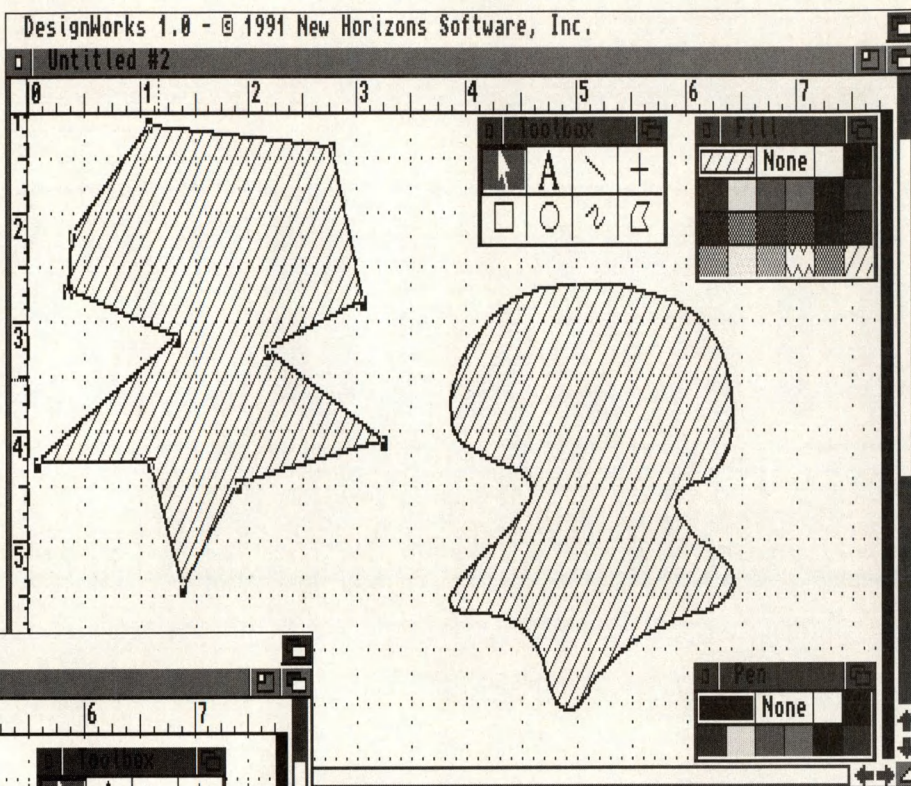 DesignWorks 1.0 - © 1991 New Horizons Software, Inc.
Untitled #2
0 1 2 3 4 5 6 7
1
Toolbox
Fill
None
A
2
3
4
5
Pen
None
6 7
Toolbox